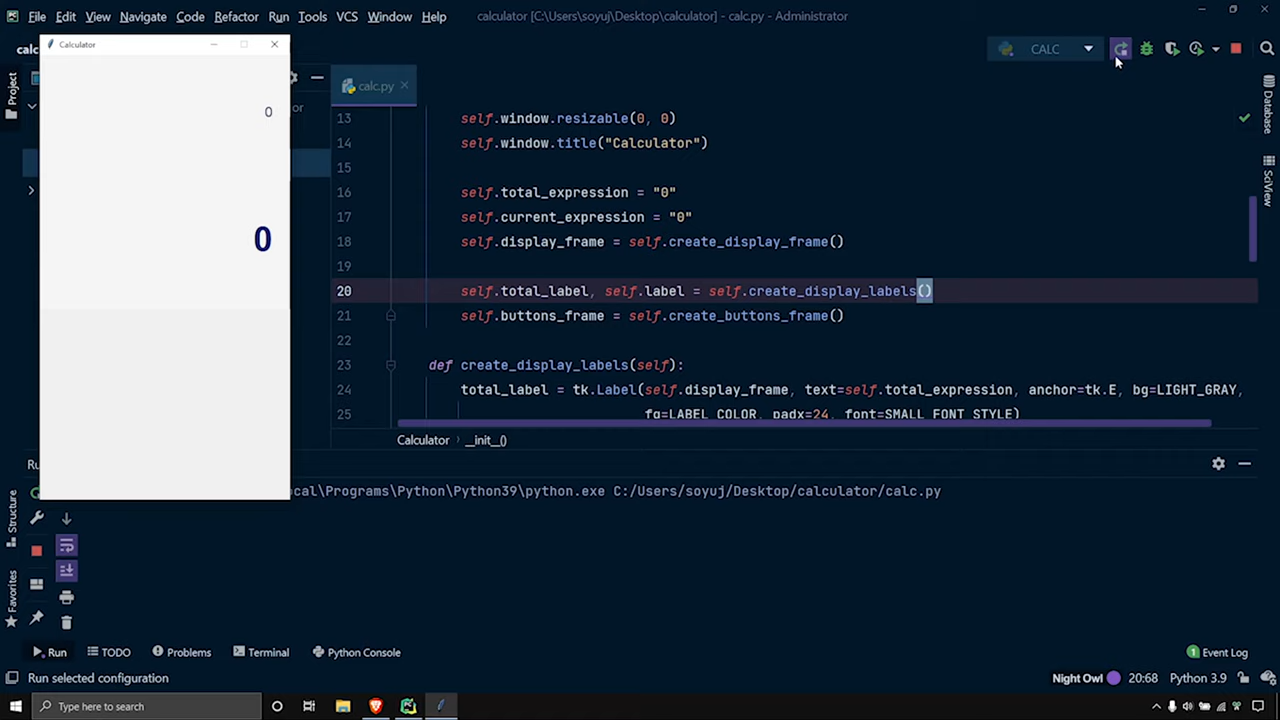 File Edit View Navigate Code Refactor Run Tools VCS Window Help calculator [C:\Users\soyuj\Desktop\calculator] - calc.py - Administrator
calc
CALC
Calculator
0
0
or
calc.py
Project
Database
SciView
13 self.window.resizable(0, 0)
14 self.window.title("Calculator")
15
16 self.total_expression = "0"
17 self.current_expression = "0"
18 self.display_frame = self.create_display_frame()
19
20 self.total_label, self.label = self.create_display_labels()
21 self.buttons_frame = self.create_buttons_frame()
22
23 def create_display_labels(self):
24 total_label = tk.Label(self.display_frame, text=self.total_expression, anchor=tk.E, bg=LIGHT_GRAY,
25 fg=LABEL_COLOR, padx=24, font=SMALL_FONT_STYLE)
Calculator › __init__()
Ru
ocal\Programs\Python\Python39\python.exe C:/Users/soyuj/Desktop/calculator/calc.py
Structure
Favorites
Run TODO Problems Terminal Python Console 1 Event Log
Run selected configuration Night Owl 20:68 Python 3.9
Type here to search